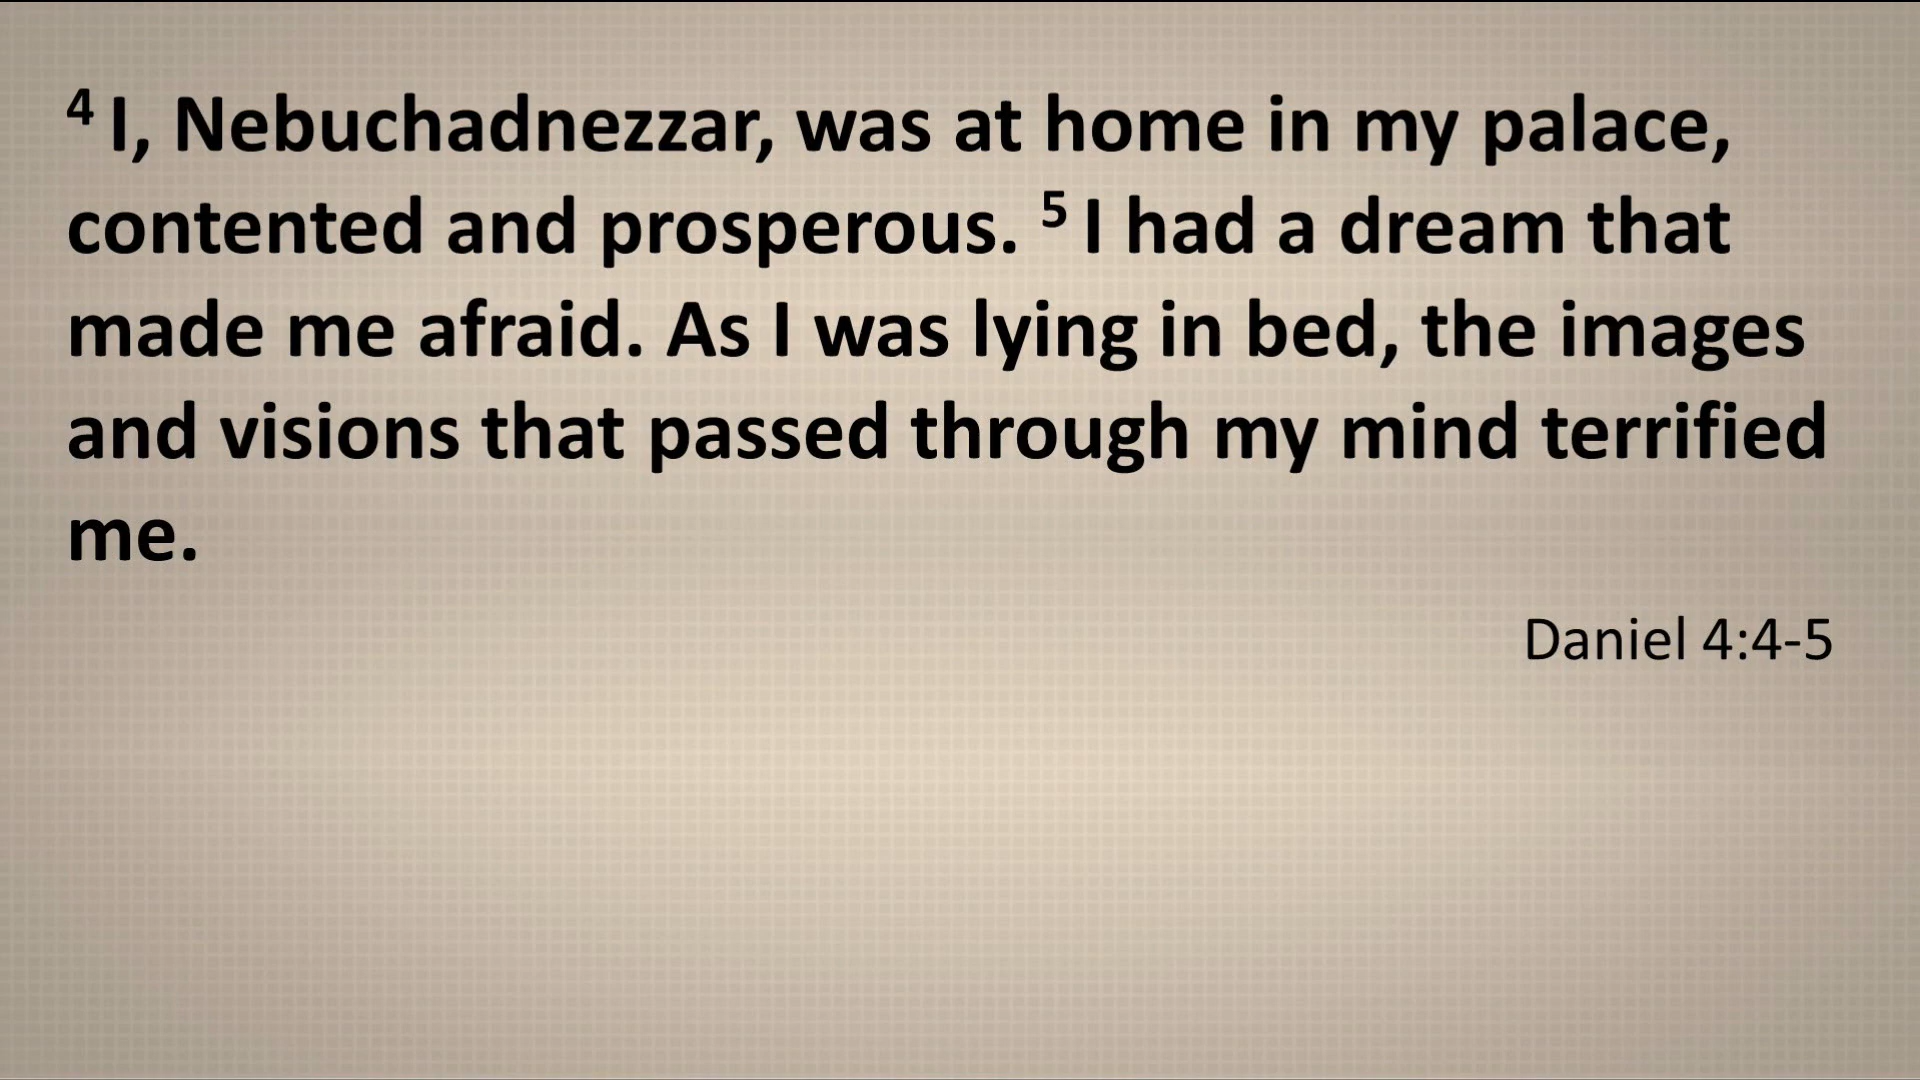 4 I, Nebuchadnezzar, was at home in my palace,
contented and prosperous. 5 I had a dream that
made me afraid. As I was lying in bed, the images
and visions that passed through my mind terrified
me.
Daniel 4:4-5